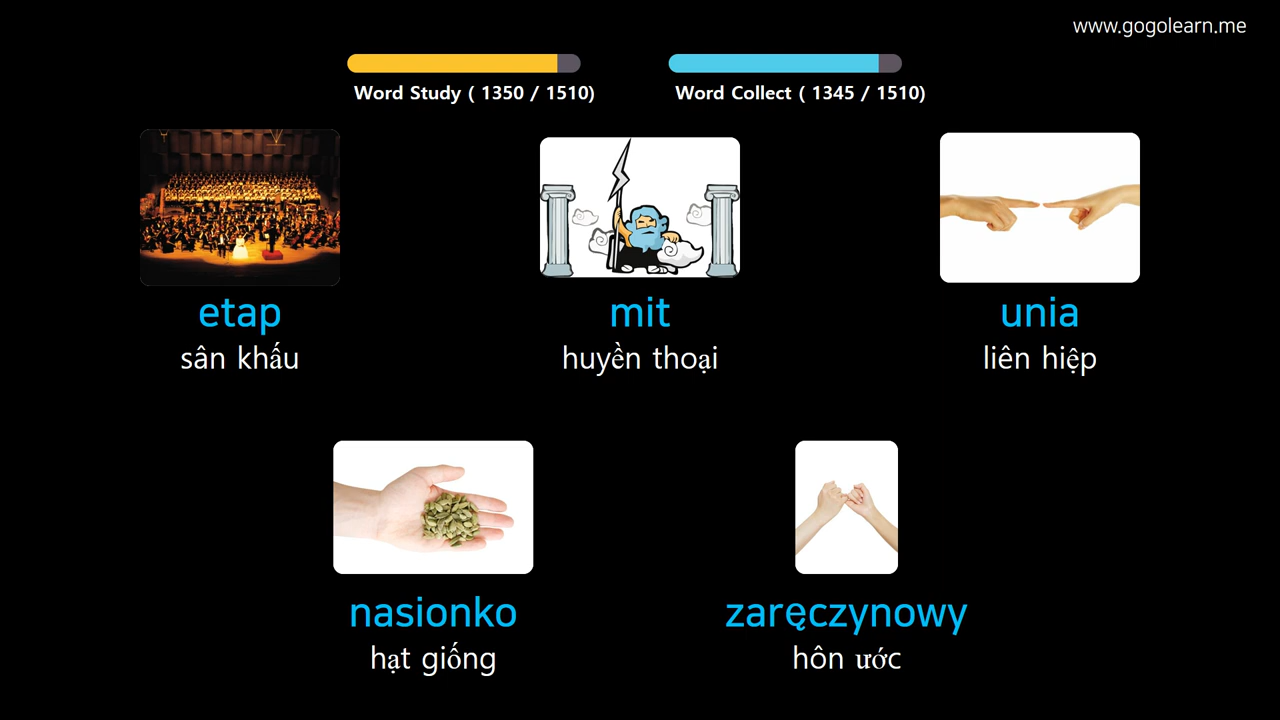 www.gogolearn.me
Word Study ( 1350 / 1510)
Word Collect ( 1345 / 1510)
etap
sân khấu
mit
huyền thoại
unia
liên hiệp
nasionko
hạt giống
zaręczynowy
hôn ước